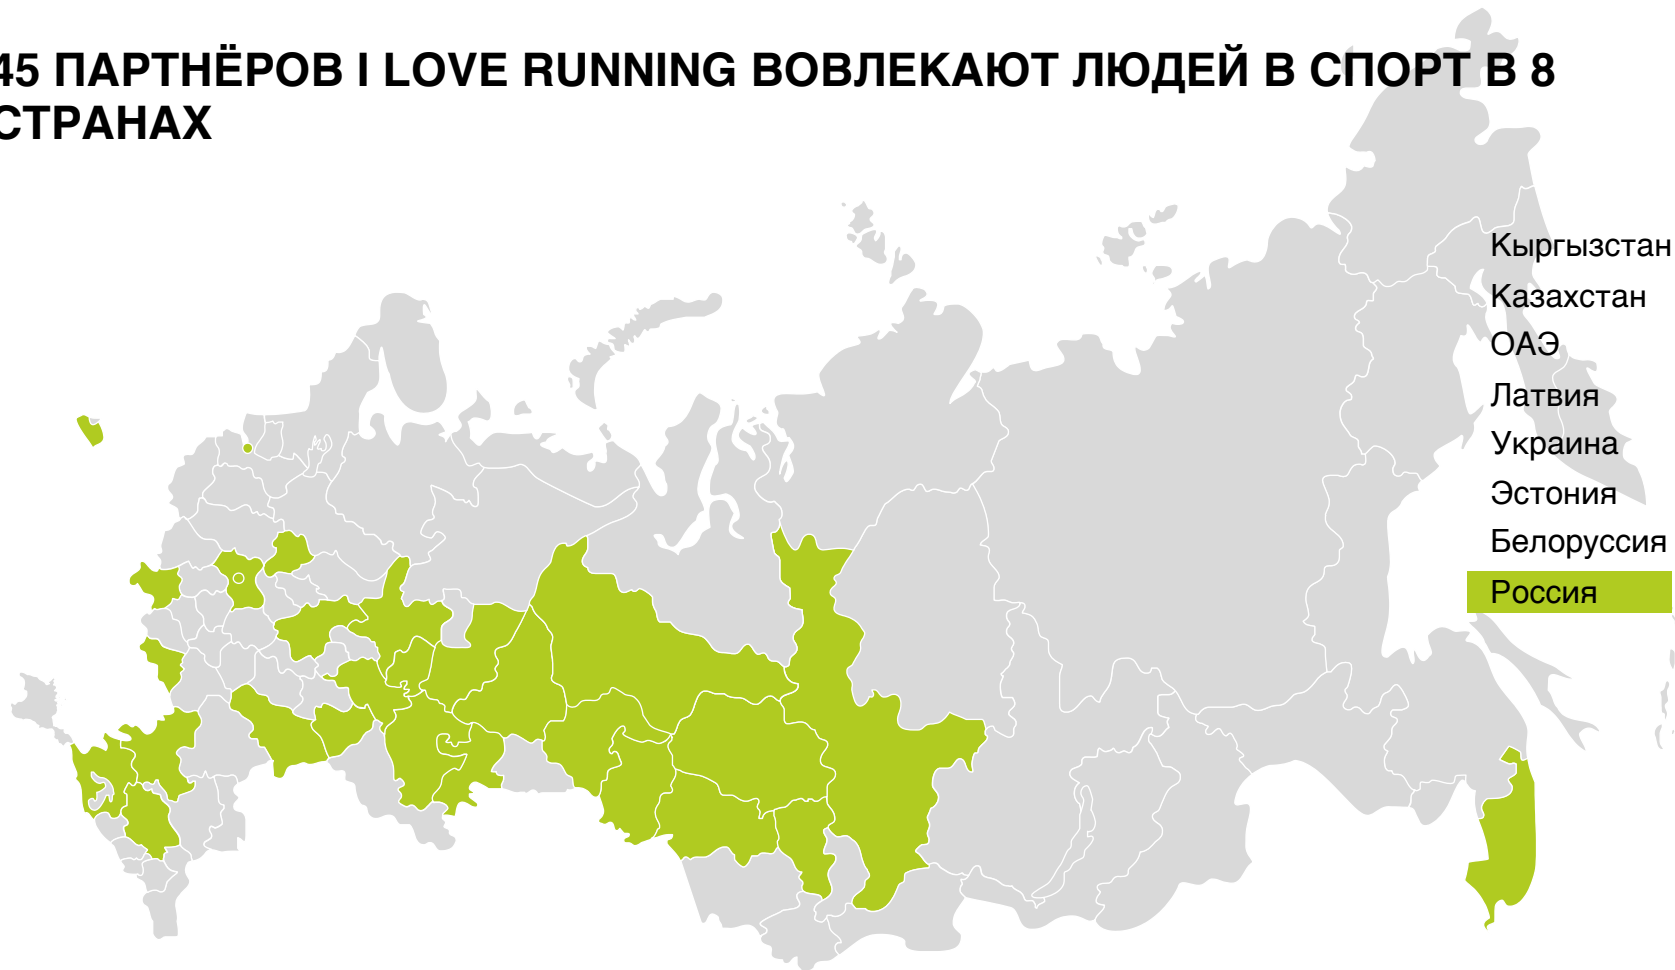 45 ПАРТНЁРОВ I LOVE RUNNING ВОВЛЕКАЮТ ЛЮДЕЙ В СПОРТ В 8
СТРАНАХ
Кыргызстан
Казахстан
ОАЭ
Латвия
Украина
Эстония
Белоруссия
Россия